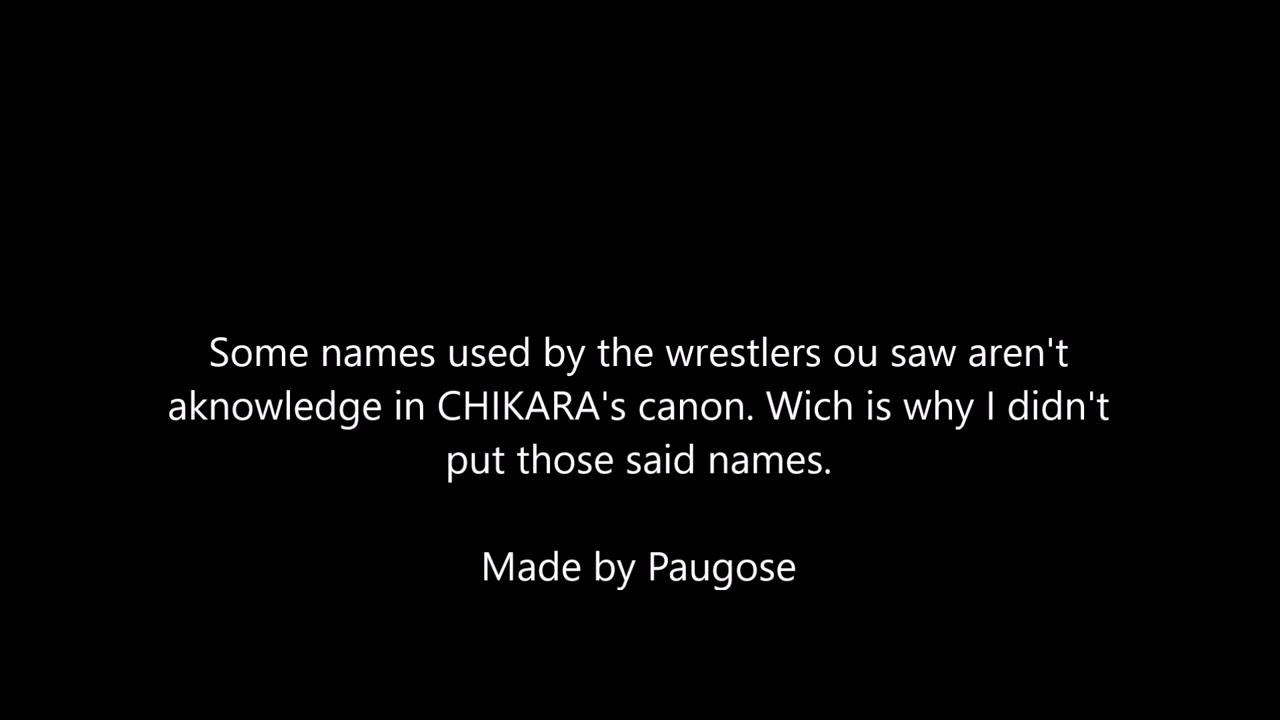 Some names used by the wrestlers ou saw aren't
aknowledge in CHIKARA's canon. Wich is why I didn't
put those said names.
Made by Paugose